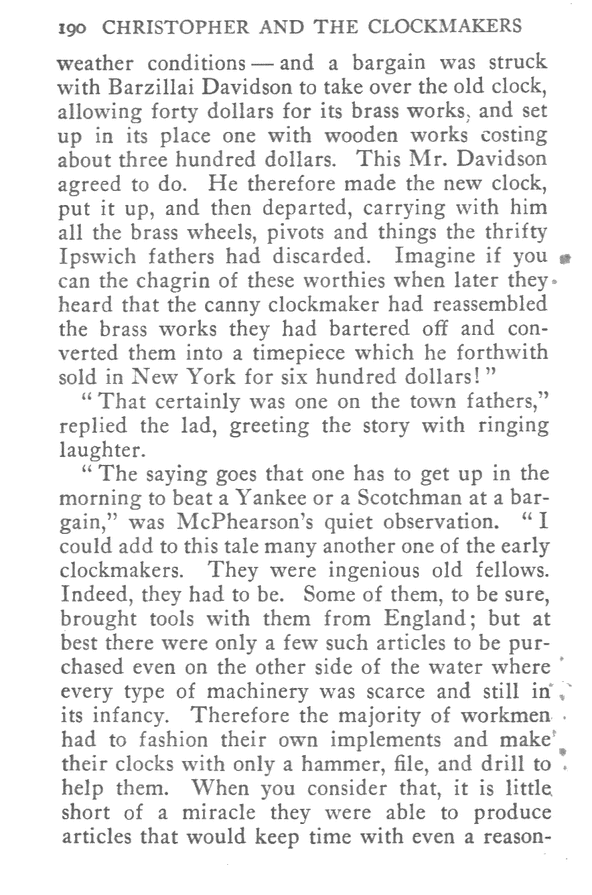 190 CHRISTOPHER AND THE CLOCKMAKERS
weather conditions — and a bargain was struck
with Barzillai Davidson to take over the old clock,
allowing forty dollars for its brass works, and set
up in its place one with wooden works costing
about three hundred dollars. This Mr. Davidson
agreed to do. He therefore made the new clock,
put it up, and then departed, carrying with him
all the brass wheels, pivots and things the thrifty
Ipswich fathers had discarded. Imagine if you
can the chagrin of these worthies when later they
heard that the canny clockmaker had reassembled
the brass works they had bartered off and con-
verted them into a timepiece which he forthwith
sold in New York for six hundred dollars!"
"That certainly was one on the town fathers,"
replied the lad, greeting the story with ringing
laughter.
"The saying goes that one has to get up in the
morning to beat a Yankee or a Scotchman at a bar-
gain," was McPhearson's quiet observation. "I
could add to this tale many another one of the early
clockmakers. They were ingenious old fellows.
Indeed, they had to be. Some of them, to be sure,
brought tools with them from England; but at
best there were only a few such articles to be pur-
chased even on the other side of the water where
every type of machinery was scarce and still in
its infancy. Therefore the majority of workmen
had to fashion their own implements and make
their clocks with only a hammer, file, and drill to
help them. When you consider that, it is little
short of a miracle they were able to produce
articles that would keep time with even a reason-